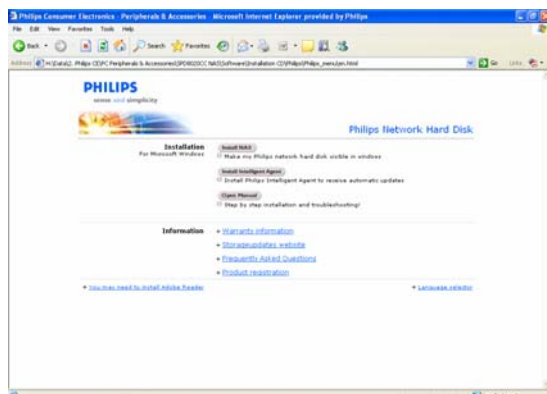 Philips Consumer Electronics - Peripherals & Accessories - Microsoft Internet Explorer provided by Philips
File Edit View Favorites Tools Help
Back Search Favorites
Address Go Links
PHILIPS
sense and simplicity
Philips Network Hard Disk
Installation
For Microsoft Windows
Install NAS
Make my Philips network hard disk visible in windows
Install Intelligent Agent
Install Philips Intelligent Agent to receive automatic updates
Open Manual
Step by step installation and troubleshooting!
Information
Warranty information
Storageupdates website
Frequently Asked Questions
Product registration
You may need to install Adobe Reader
Language selector